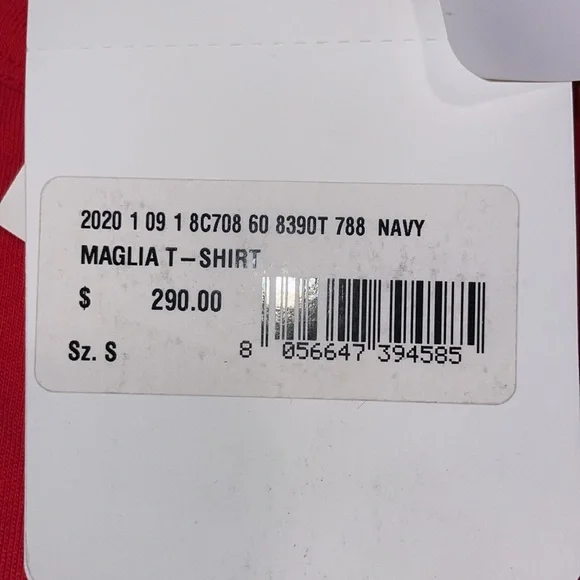 2020 1 09 1 8C708 60 8390T 788 NAVY
MAGLIA T-SHIRT
$ 290.00
Sz. S
8 056647 394585